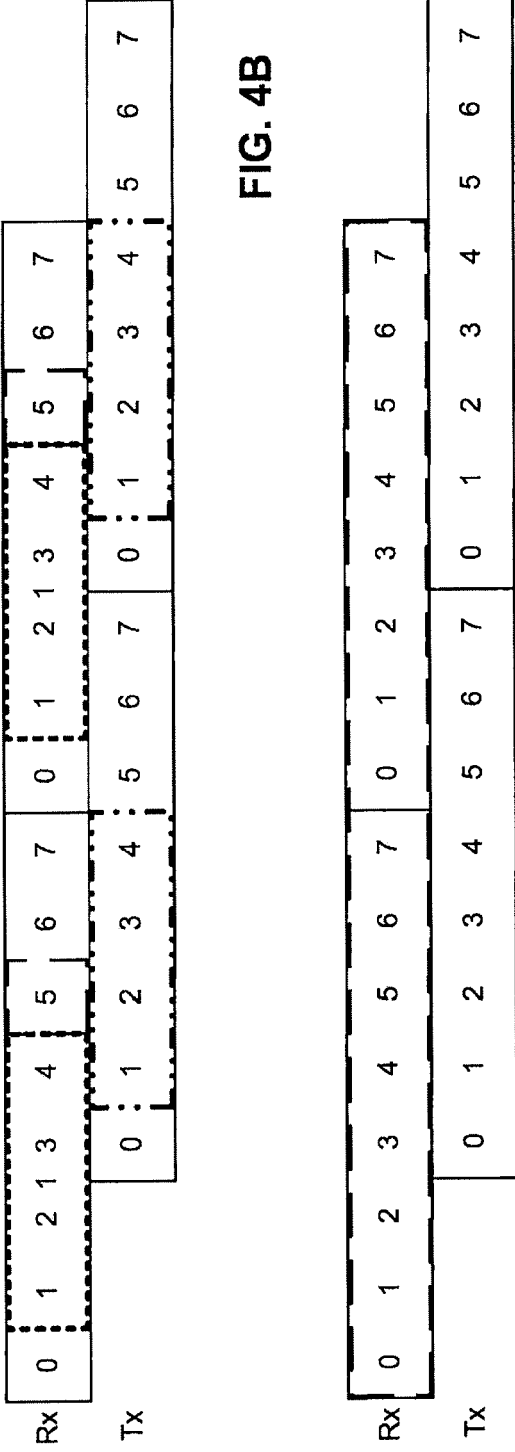 Rx 0 1 2 1 3 4 5 6 7 0 1 2 1 3 4 5 6 7
Tx 0 1 2 3 4 5 6 7 0 1 2 3 4 5 6 7
FIG. 4B
Rx 0 1 2 3 4 5 6 7 0 1 2 3 4 5 6 7
Tx 0 1 2 3 4 5 6 7 0 1 2 3 4 5 6 7